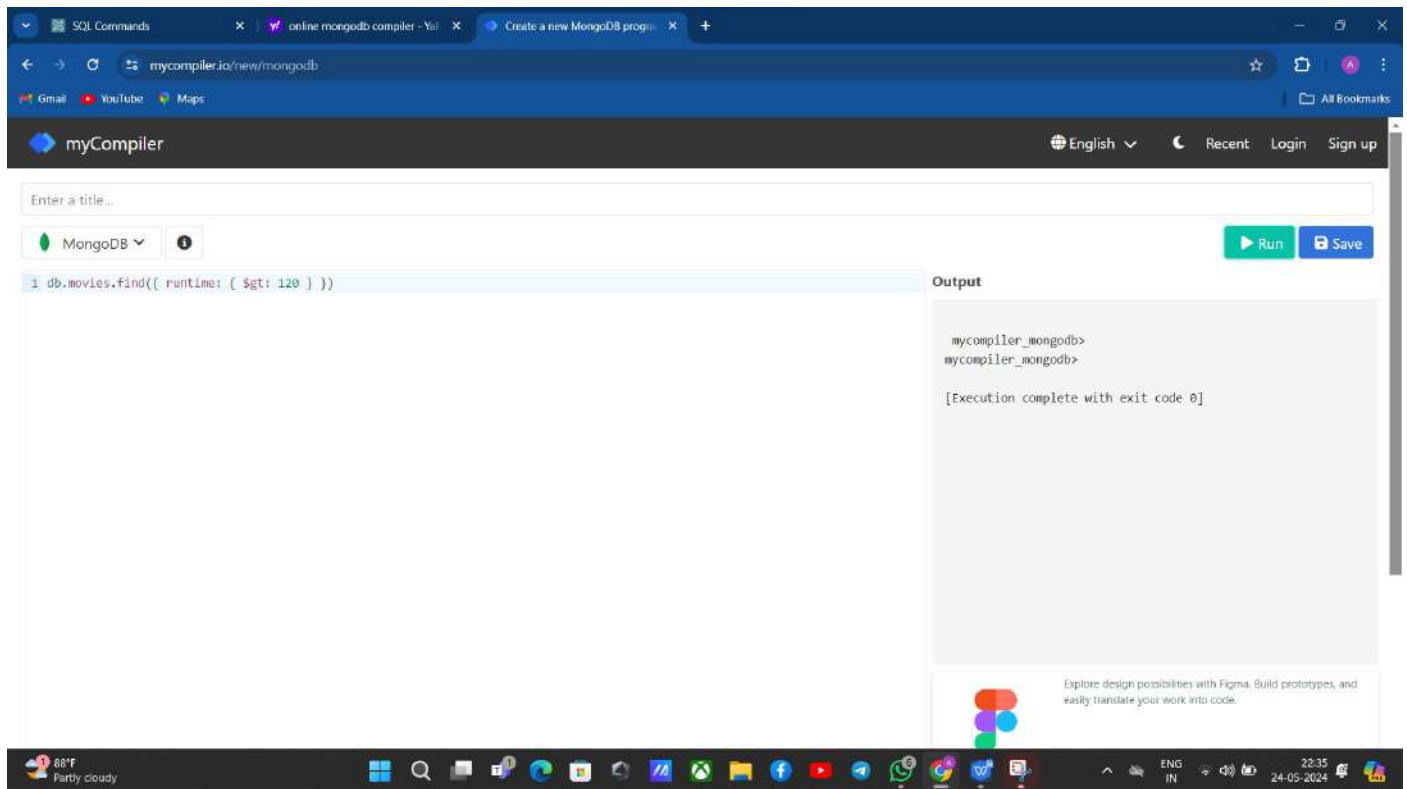 SQL Commands
online mongodb compiler - Yal
Create a new MongoDB progra
mycompiler.io/new/mongodb
Gmail YouTube Maps All Bookmarks
myCompiler English Recent Login Sign up
Enter a title...
MongoDB Run Save
1 db.movies.find({ runtime: { $gt: 120 } })
Output
mycompiler_mongodb>
mycompiler_mongodb>
[Execution complete with exit code 0]
Explore design possibilities with Figma. Build prototypes, and
easily translate your work into code.
88°F
Partly cloudy
ENG
IN
22:35
24-05-2024